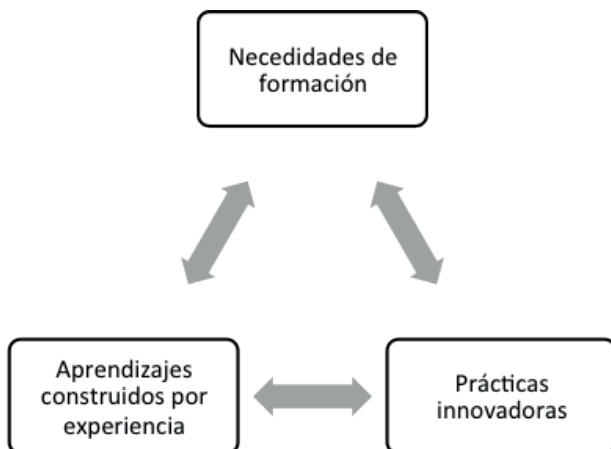 Necedidades de
formación
Aprendizajes
construidos por
experiencia
Prácticas
innovadoras